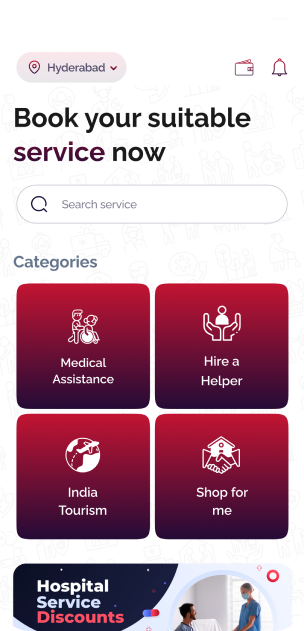 Hyderabad
Book your suitable
service now
Search service
Categories
Medical
Assistance
Hire a
Helper
India
Tourism
Shop for
me
Hospital
Service
Discounts